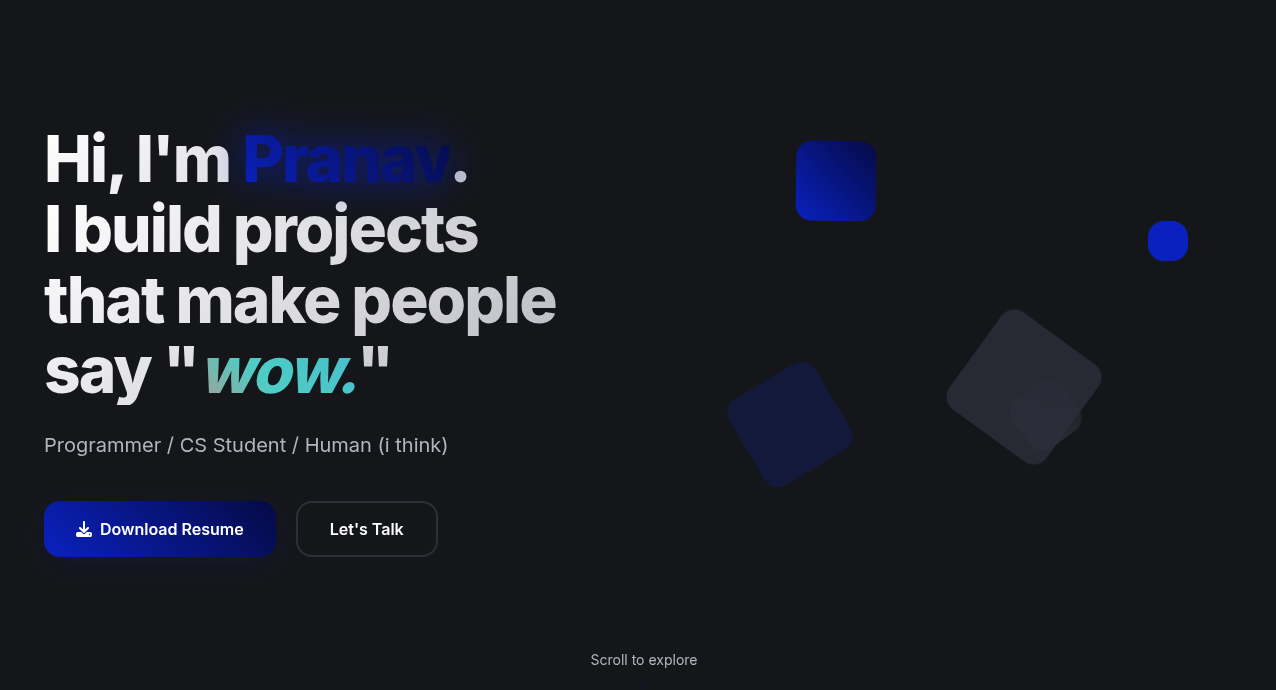 Hi, I'm Pranav.
I build projects
that make people
say "wow."
Programmer / CS Student / Human (i think)
Download Resume
Let's Talk
Scroll to explore